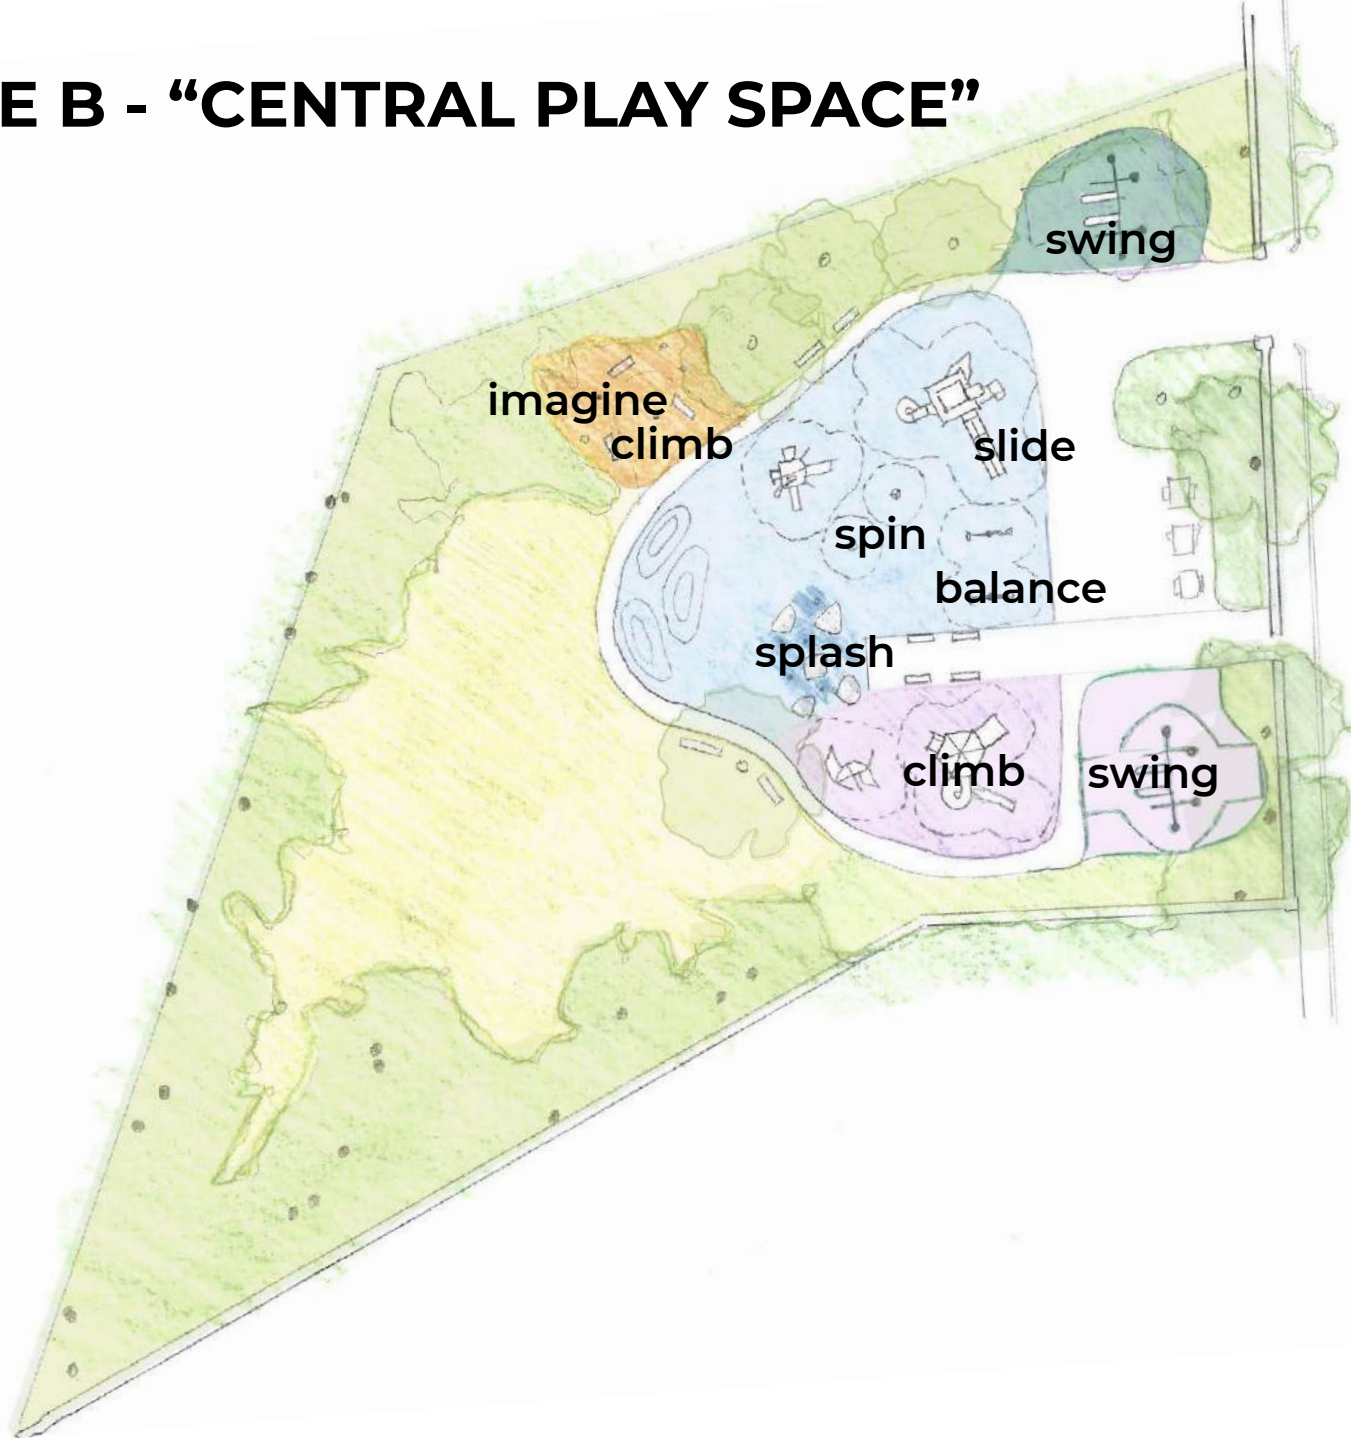 E B - “CENTRAL PLAY SPACE”
swing
imagine
climb
slide
spin
balance
splash
climb
swing